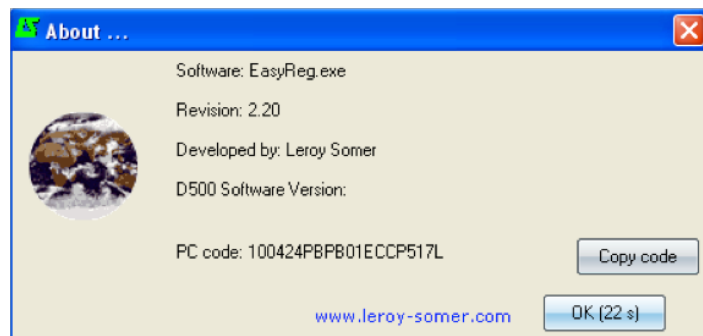 About ...
Software: EasyReg.exe
Revision: 2.20
Developed by: Leroy Somer
D500 Software Version:
PC code: 100424PBPB01ECCP517L
Copy code
www.leroy-somer.com
OK (22 s)